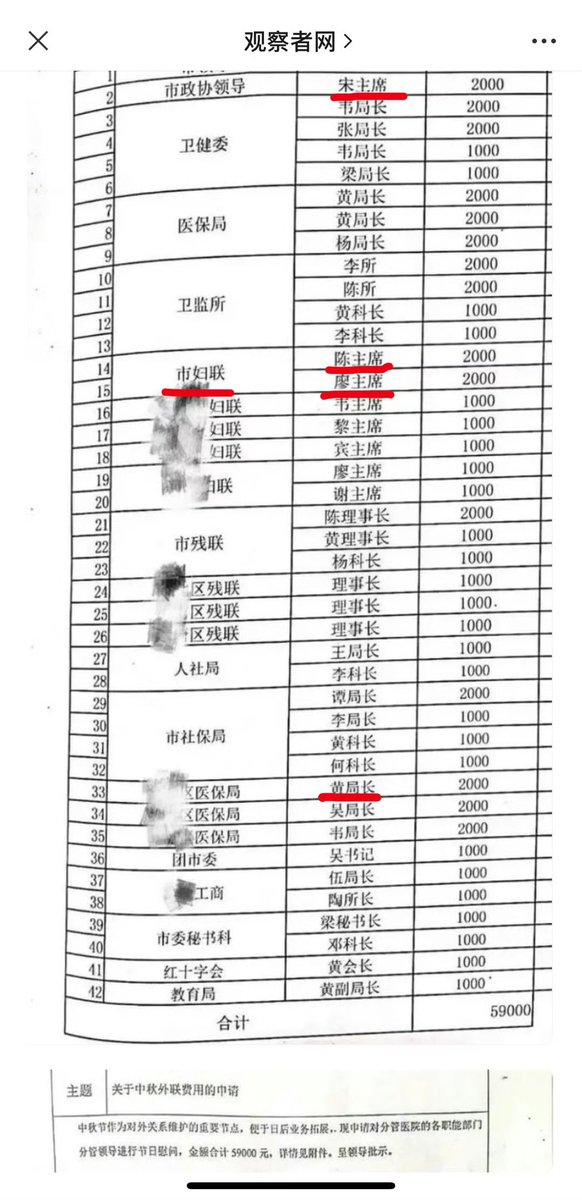 观察者网
1
2 市政协领导 宋主席 2000
3 韦局长 2000
4 卫健委 张局长 2000
5 韦局长 1000
6 梁局长 1000
7 黄局长 2000
8 医保局 黄局长 2000
9 杨局长 2000
10 李所 2000
11 卫监所 陈所 2000
12 黄科长 1000
13 李科长 1000
14 市妇联 陈主席 2000
15 廖主席 2000
16 妇联 韦主席 1000
17 妇联 黎主席 1000
18 妇联 宾主席 1000
19 妇联 廖主席 1000
20 谢主席 1000
21 陈理事长 2000
22 市残联 黄理事长 1000
23 杨科长 1000
24 区残联 理事长 1000
25 区残联 理事长 1000
26 区残联 理事长 1000
27 人社局 王局长 1000
28 李科长 1000
29 谭局长 2000
30 市社保局 李局长 1000
31 黄科长 1000
32 何科长 1000
33 区医保局 黄局长 2000
34 区医保局 吴局长 2000
35 医保局 韦局长 2000
36 团市委 吴书记 1000
37 工商 伍局长 1000
38 陶所长 1000
39 市委秘书科 梁秘书长 1000
40 邓科长 1000
41 红十字会 黄会长 1000
42 教育局 黄副局长 1000
合计 59000
主题 关于中秋外联费用的申请
中秋节作为对外关系维护的重要节点，便于日后业务拓展，现申请对分管医院的各职能部门
分管领导进行节日慰问，金额合计 59000 元，详情见附件。呈领导批示。